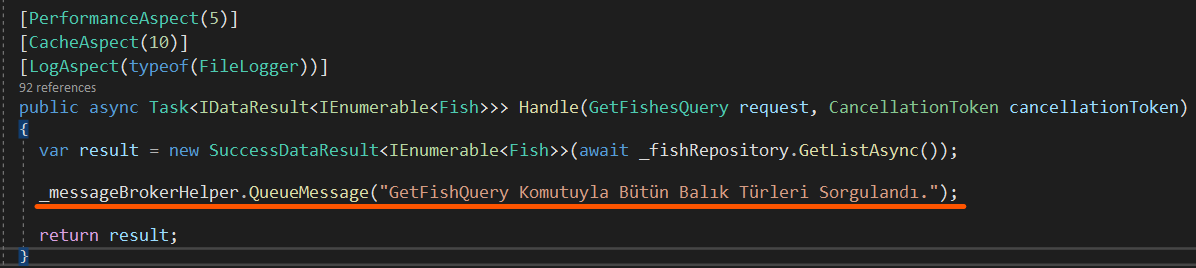 [PerformanceAspect(5)]
[CacheAspect(10)]
[LogAspect(typeof(FileLogger))]
92 references
public async Task<IDataResult<IEnumerable<Fish>>> Handle(GetFishesQuery request, CancellationToken cancellationToken)
{
var result = new SuccessDataResult<IEnumerable<Fish>>(await _fishRepository.GetListAsync());
_messageBrokerHelper.QueueMessage("GetFishQuery Komutuyla Bütün Balık Türleri Sorgulandı.");
return result;
}